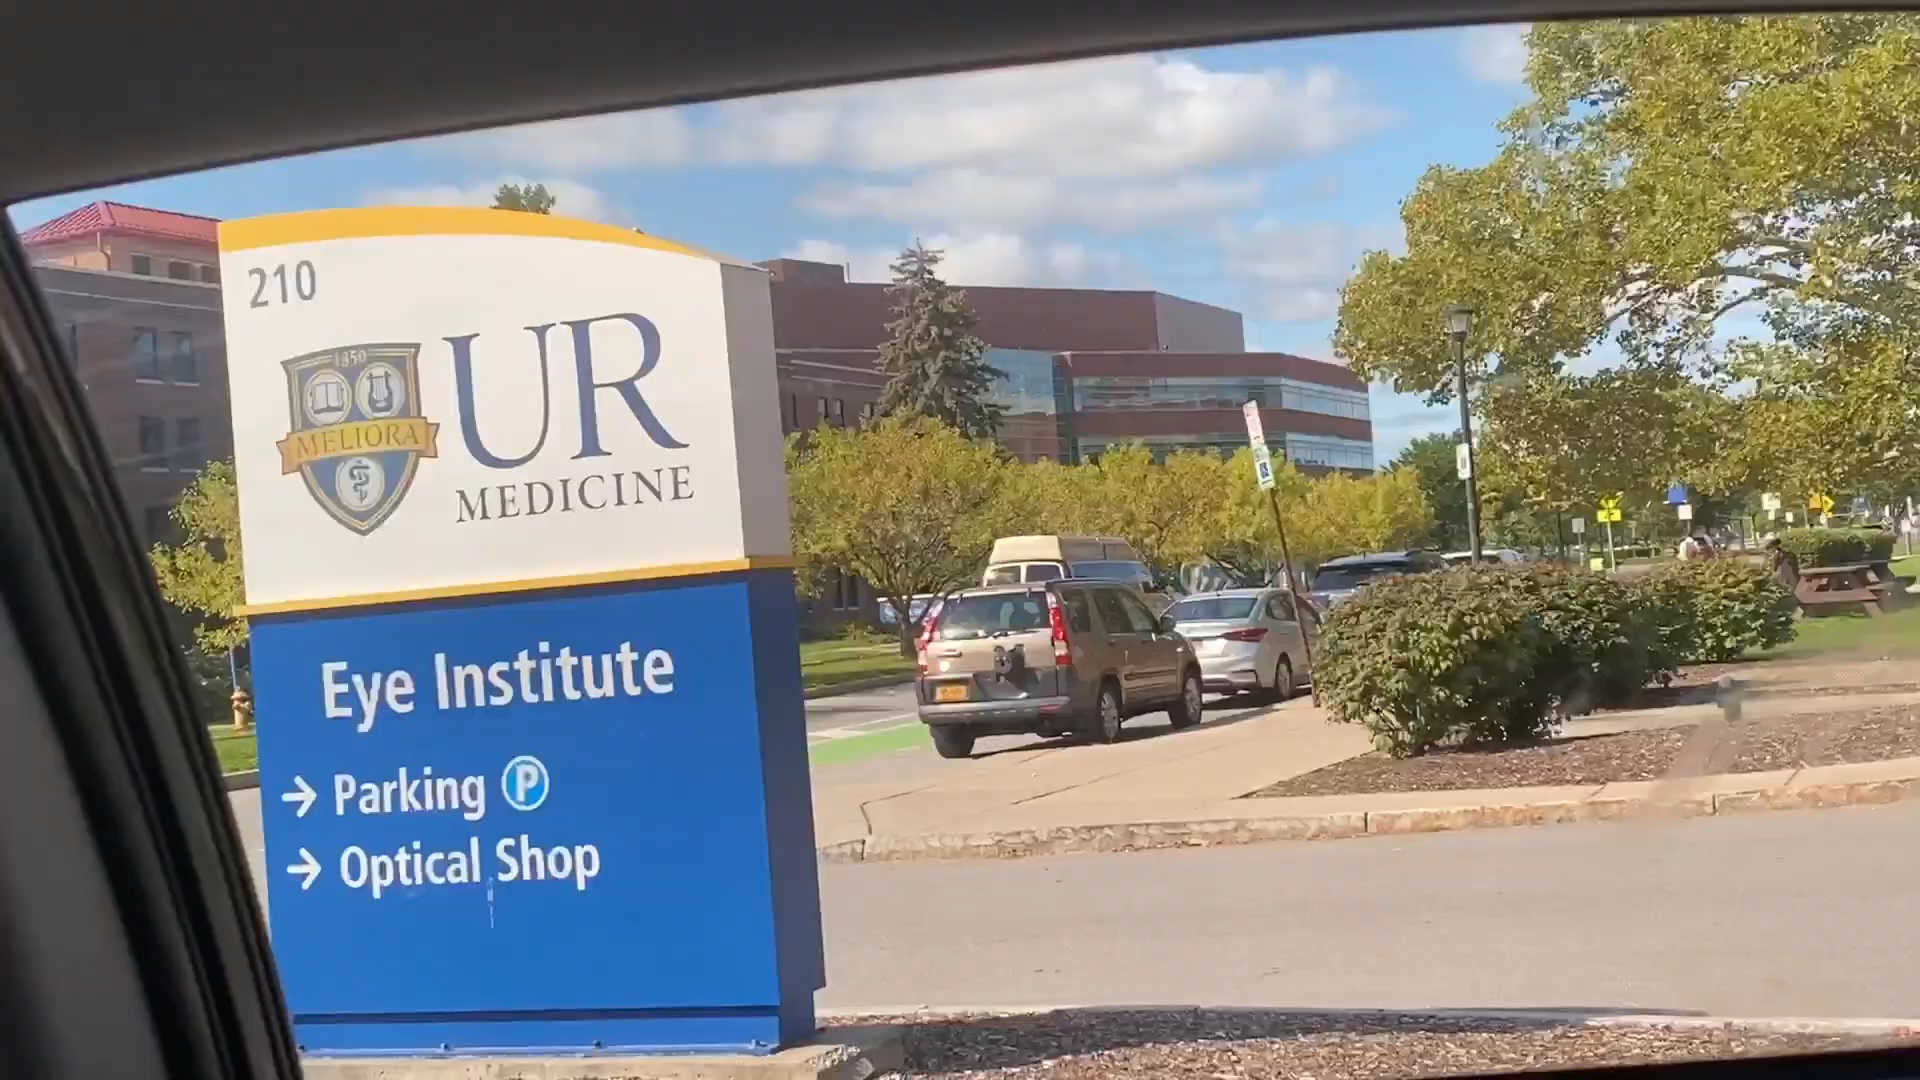 210
1850
MELIORA
UR
MEDICINE
Eye Institute
→ Parking P
→ Optical Shop